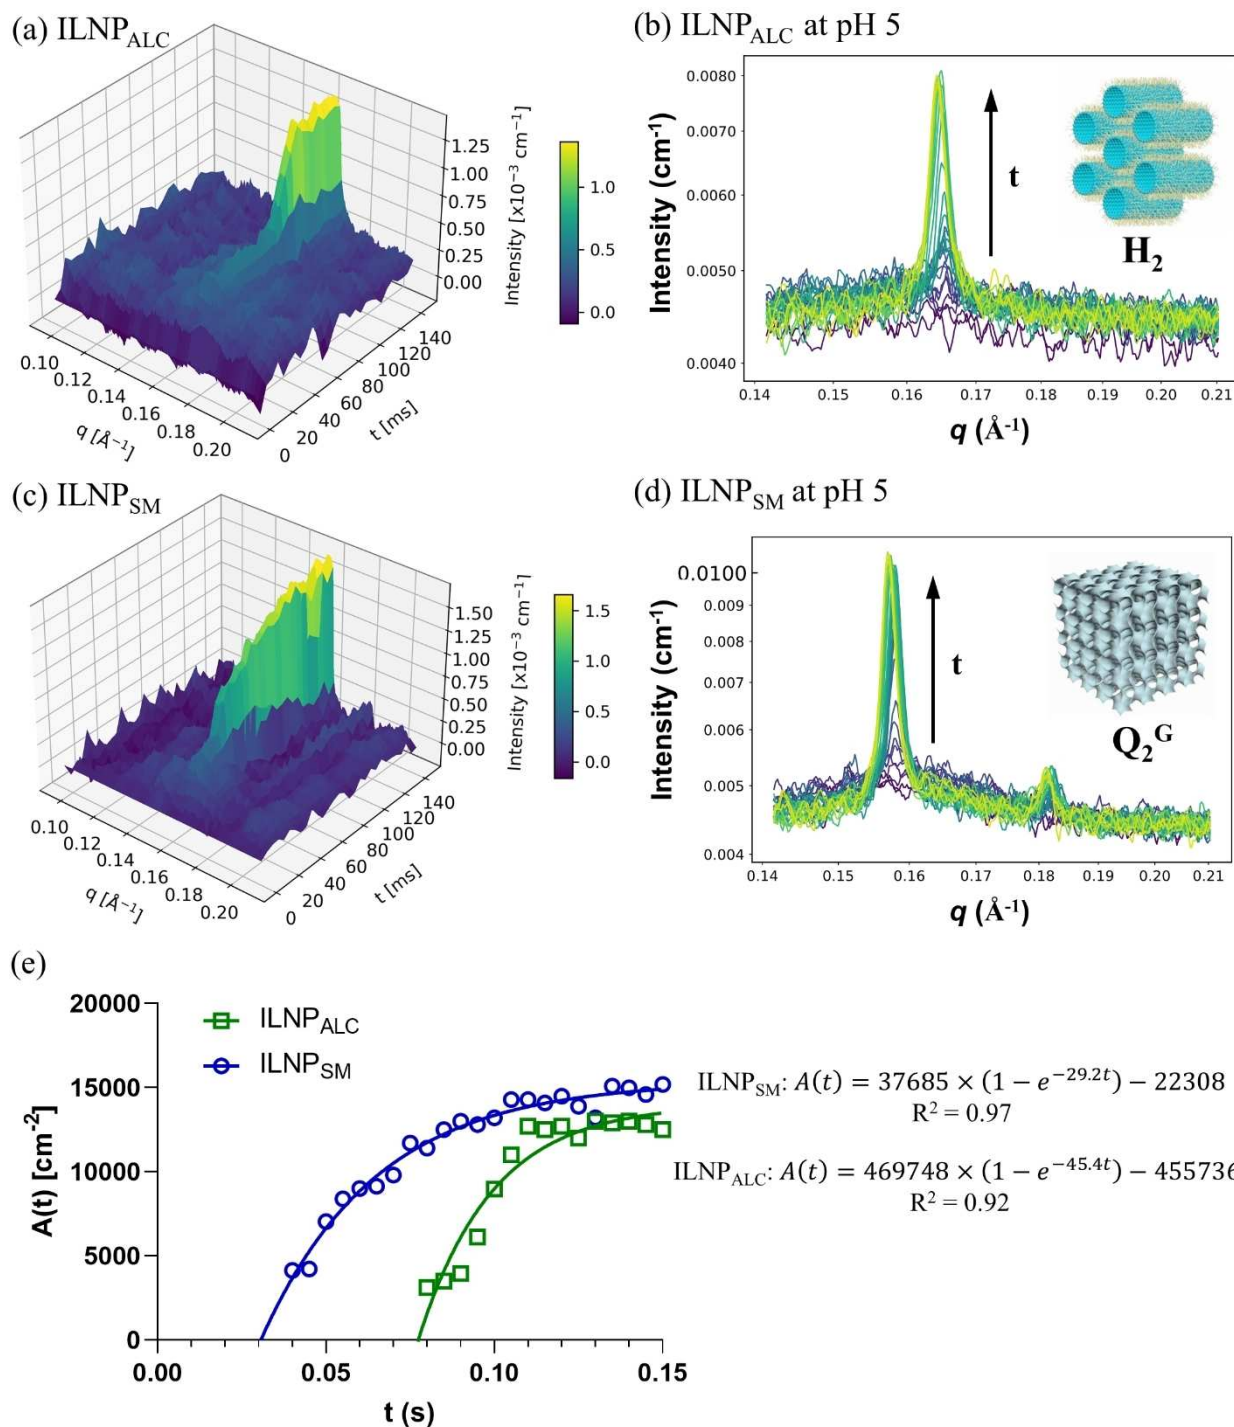 (a) ILNP_ALC
Intensity [x10⁻³ cm⁻¹]
1.25
1.00
0.75
0.50
0.25
0.00
1.0
0.5
0.0
0.10
0.12
0.14
0.16
0.18
0.20
q [Å⁻¹]
0
20
40
60
80
100
120
140
t [ms]
(b) ILNP_ALC at pH 5
0.0080
0.0070
0.0060
0.0050
0.0040
Intensity (cm⁻¹)
t
H₂
0.14 0.15 0.16 0.17 0.18 0.19 0.20 0.21
q (Å⁻¹)
(c) ILNP_SM
Intensity [x10⁻³ cm⁻¹]
1.50
1.25
1.00
0.75
0.50
0.25
0.00
1.5
1.0
0.5
0.0
0.10
0.12
0.14
0.16
0.18
0.20
q [Å⁻¹]
0
20
40
60
80
100
120
140
t [ms]
(d) ILNP_SM at pH 5
0.0100
0.009
0.008
0.007
0.006
0.005
0.004
Intensity (cm⁻¹)
t
Q₂ᴳ
0.14 0.15 0.16 0.17 0.18 0.19 0.20 0.21
q (Å⁻¹)
(e)
20000
15000
10000
5000
0
A(t) [cm⁻²]
ILNP_ALC
ILNP_SM
0.00 0.05 0.10 0.15
t (s)
ILNP_SM: A(t) = 37685 × (1 − e^−29.2t) − 22308
R² = 0.97
ILNP_ALC: A(t) = 469748 × (1 − e^−45.4t) − 455736
R² = 0.92